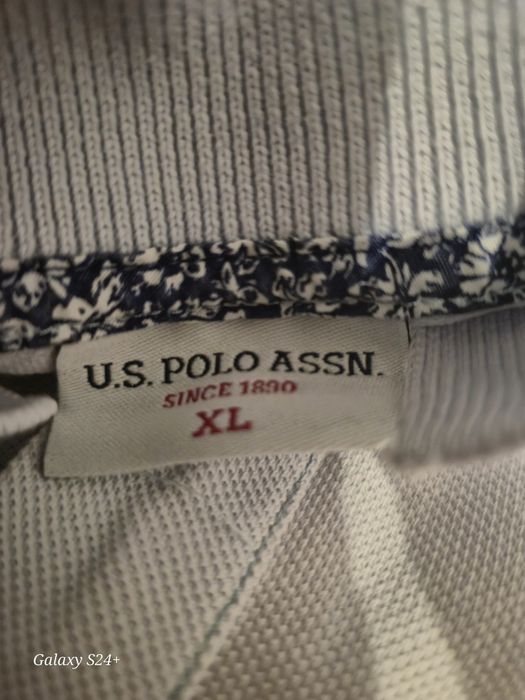 U.S. POLO ASSN.
SINCE 1890
XL
Galaxy S24+